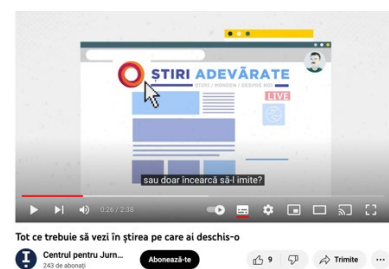 ȘTIRI ADEVĂRATE
LIVE
sau doar încearcă să-l imite?
0:26 / 2:38
Tot ce trebuie să vezi în știrea pe care ai deschis-o
Centrul pentru Jurn...
243 de abonați
Abonează-te
9
Trimite